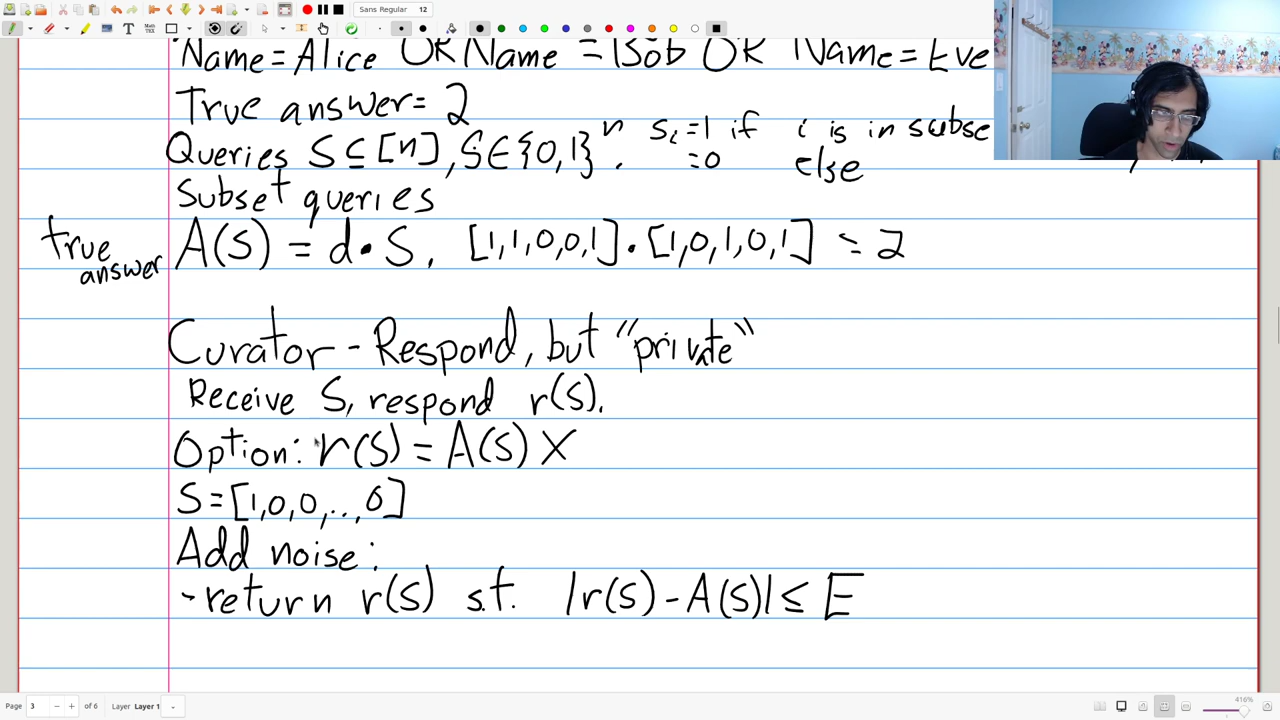 Sans Regular 12
Name=Alice OR Name =Bob OR Name=Eve
True answer= 2
Queries S⊆[n], S∈{0,1}ⁿ. sᵢ=1 if i is in subse
=0 else
Subset queries
true answer A(S) = d•S, [1,1,0,0,1]•[1,0,1,0,1] = 2
Curator - Respond, but "private"
Receive S, respond r(S).
Option: r(S) = A(S) X
S=[1,0,0,..,0]
Add noise:
-return r(S) s.t. |r(S)-A(S)|≤ E
Page 3 of 6 Layer Layer 1 416%